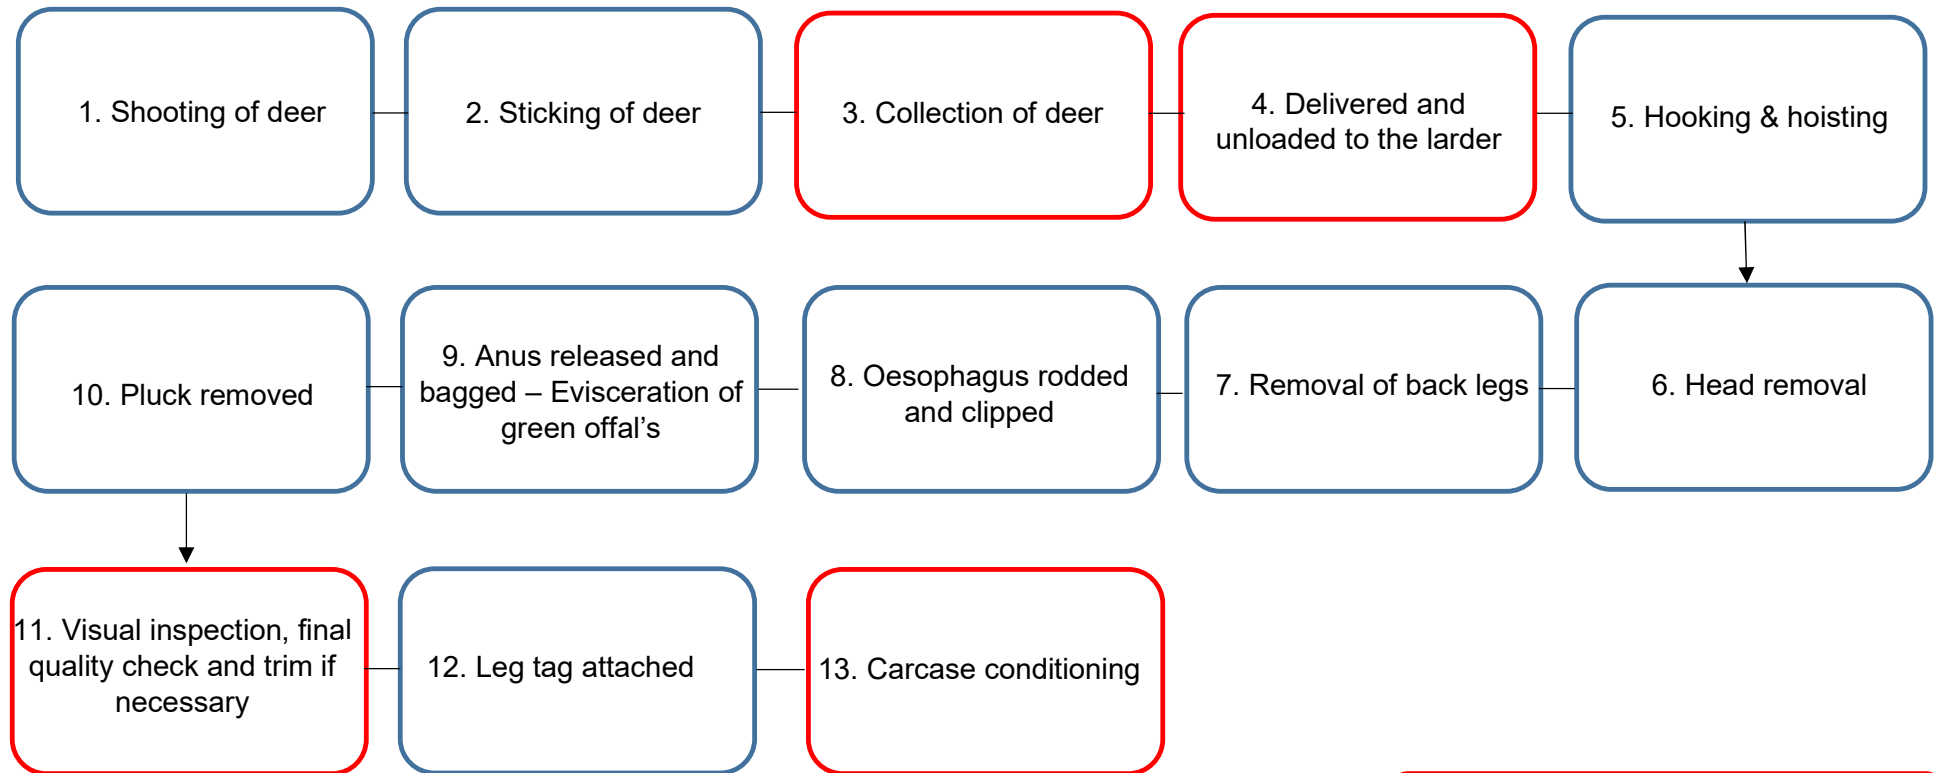 1. Shooting of deer
2. Sticking of deer
3. Collection of deer
4. Delivered and
unloaded to the larder
5. Hooking & hoisting
6. Head removal
7. Removal of back legs
8. Oesophagus rodded
and clipped
9. Anus released and
bagged – Evisceration of
green offal’s
10. Pluck removed
11. Visual inspection, final
quality check and trim if
necessary
12. Leg tag attached
13. Carcase conditioning